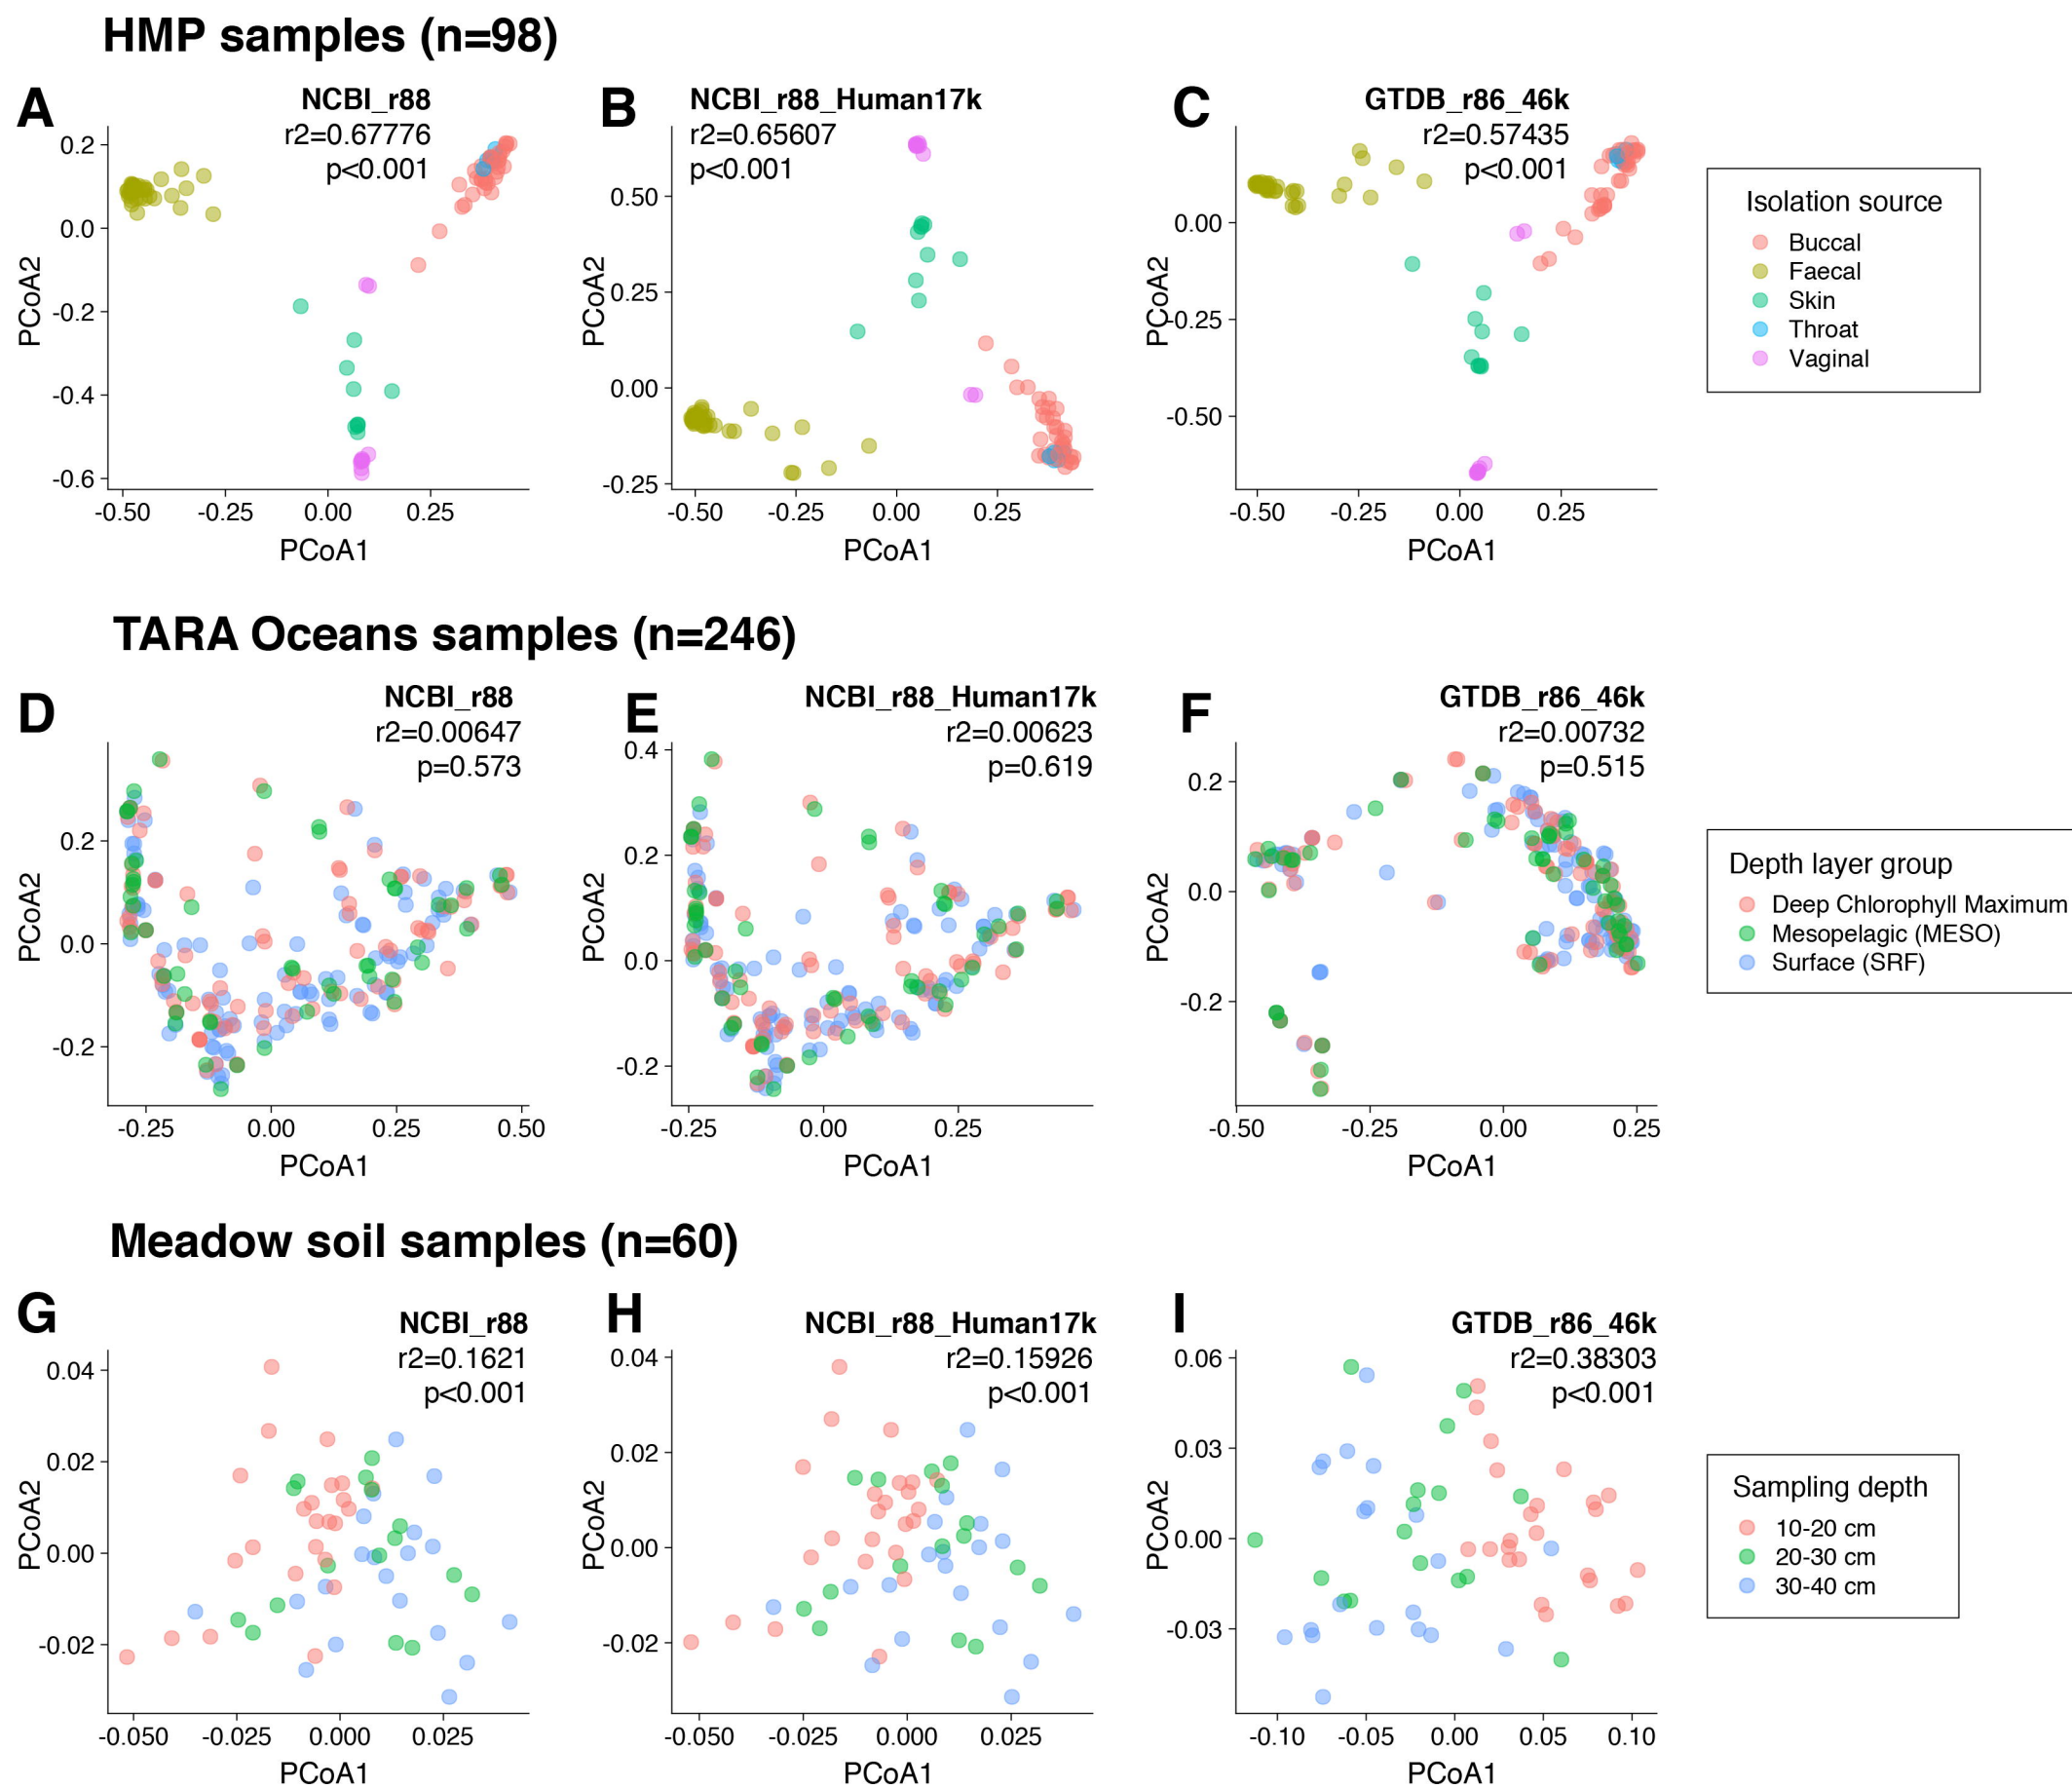 HMP samples (n=98)
A
NCBI_r88
r2=0.67776
p<0.001
PCoA2
0.2
0.0
-0.2
-0.4
-0.6
-0.50 -0.25 0.00 0.25
PCoA1
B
NCBI_r88_Human17k
r2=0.65607
p<0.001
PCoA2
0.50
0.25
0.00
-0.25
-0.50 -0.25 0.00 0.25
PCoA1
C
GTDB_r86_46k
r2=0.57435
p<0.001
PCoA2
0.00
-0.25
-0.50
-0.50 -0.25 0.00 0.25
PCoA1
Isolation source
Buccal
Faecal
Skin
Throat
Vaginal
TARA Oceans samples (n=246)
D
NCBI_r88
r2=0.00647
p=0.573
PCoA2
0.2
0.0
-0.2
-0.25 0.00 0.25 0.50
PCoA1
E
NCBI_r88_Human17k
r2=0.00623
p=0.619
PCoA2
0.4
0.2
0.0
-0.2
-0.25 0.00 0.25
PCoA1
F
GTDB_r86_46k
r2=0.00732
p=0.515
PCoA2
0.2
0.0
-0.2
-0.50 -0.25 0.00 0.25
PCoA1
Depth layer group
Deep Chlorophyll Maximum
Mesopelagic (MESO)
Surface (SRF)
Meadow soil samples (n=60)
G
NCBI_r88
r2=0.1621
p<0.001
PCoA2
0.04
0.02
0.00
-0.02
-0.050 -0.025 0.000 0.025
PCoA1
H
NCBI_r88_Human17k
r2=0.15926
p<0.001
PCoA2
0.04
0.02
0.00
-0.02
-0.050 -0.025 0.000 0.025
PCoA1
I
GTDB_r86_46k
r2=0.38303
p<0.001
PCoA2
0.06
0.03
0.00
-0.03
-0.10 -0.05 0.00 0.05 0.10
PCoA1
Sampling depth
10-20 cm
20-30 cm
30-40 cm